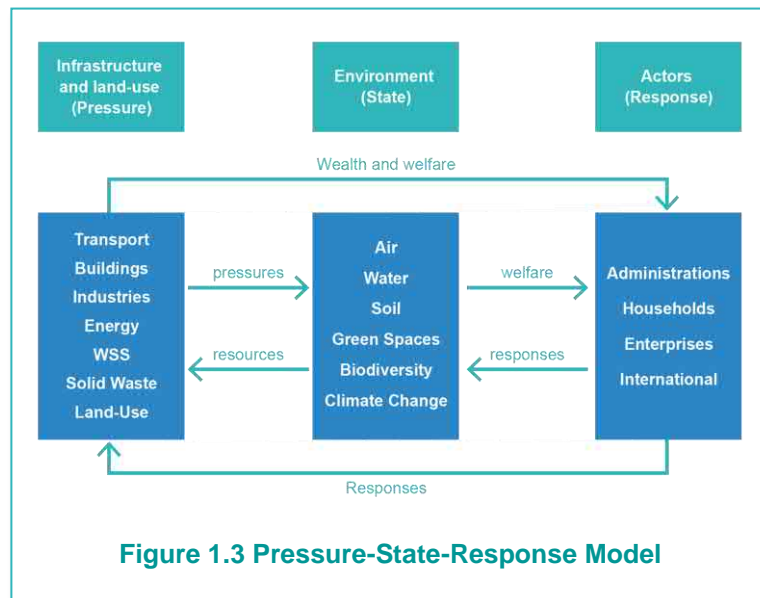 Infrastructure
and land-use
(Pressure)
Environment
(State)
Actors
(Response)
Wealth and welfare
Transport
Buildings
Industries
Energy
WSS
Solid Waste
Land-Use
pressures
resources
Air
Water
Soil
Green Spaces
Biodiversity
Climate Change
welfare
responses
Administrations
Households
Enterprises
International
Responses
Figure 1.3 Pressure-State-Response Model